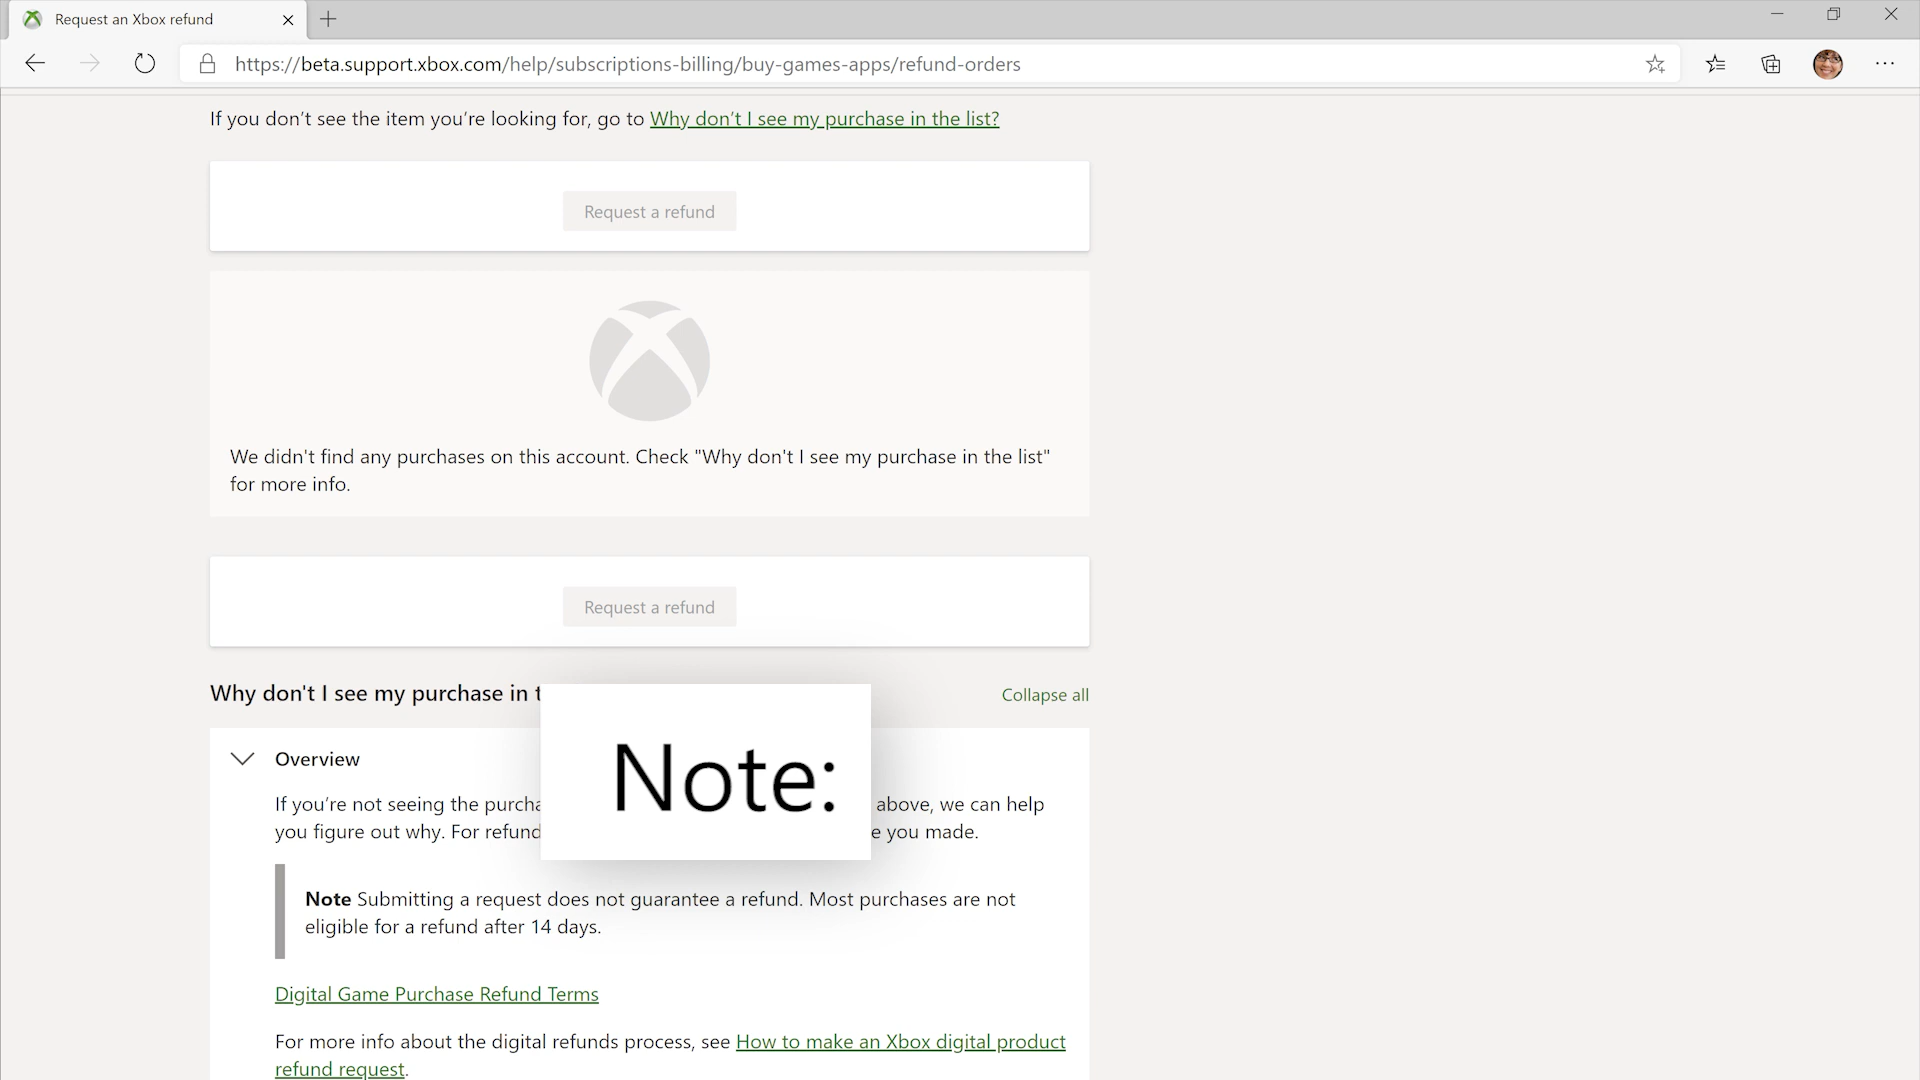 Request an Xbox refund
https://beta.support.xbox.com/help/subscriptions-billing/buy-games-apps/refund-orders
If you don’t see the item you’re looking for, go to Why don’t I see my purchase in the list?
Request a refund
We didn't find any purchases on this account. Check "Why don't I see my purchase in the list"
for more info.
Request a refund
Why don't I see my purchase in
Collapse all
Note:
Overview
If you’re not seeing the above, we can help
you figure out why. For you made.
Note Submitting a request does not guarantee a refund. Most purchases are not
eligible for a refund after 14 days.
Digital Game Purchase Refund Terms
For more info about the digital refunds process, see How to make an Xbox digital product
refund request.